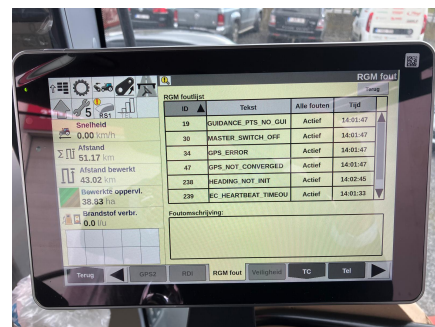 RGM fout
Terug
RGM foutlijst
ID Tekst Alle fouten Tijd
19 GUIDANCE_PTS_NO_GUI Actief 14:01:47
30 MASTER_SWITCH_OFF Actief 14:01:47
34 GPS_ERROR Actief 14:01:47
47 GPS_NOT_CONVERGED Actief 14:01:47
238 HEADING_NOT_INIT Actief 14:02:45
239 EC_HEARTBEAT_TIMEOU Actief 14:01:33
Foutomschrijving:
5
RS1
Snelheid
0.00 km/h
Afstand
51.17 km
Afstand bewerkt
43.02 km
Bewerkte oppervl.
38.83 ha
Brandstof verbr.
0.0 l/u
Terug GPS2 RDI RGM fout Veiligheid TC Tel